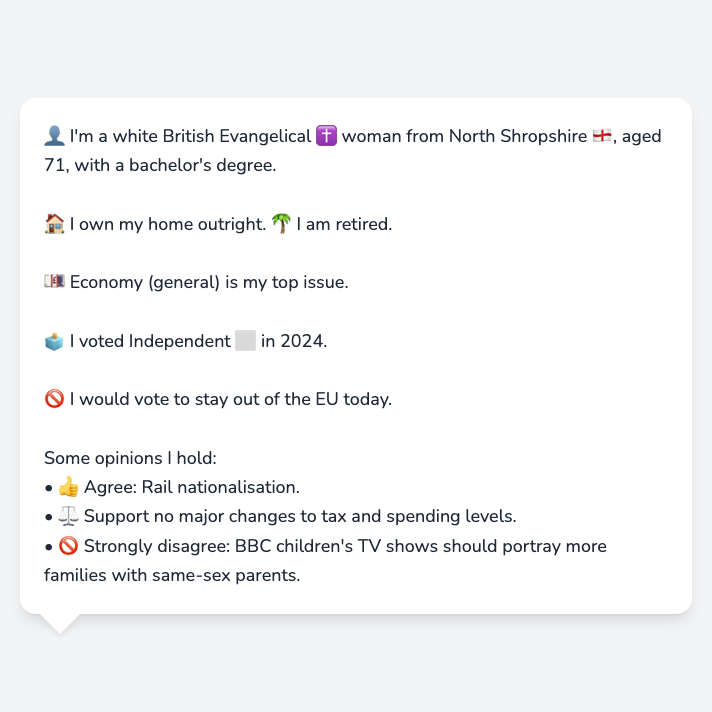 👤 I'm a white British Evangelical ✝️ woman from North Shropshire 🏴󠁧󠁢󠁥󠁮󠁧󠁿, aged
71, with a bachelor's degree.
🏠 I own my home outright. 🌴 I am retired.
💷 Economy (general) is my top issue.
🗳️ I voted Independent ⬜ in 2024.
🚫 I would vote to stay out of the EU today.
Some opinions I hold:
• 👍 Agree: Rail nationalisation.
• ⚖️ Support no major changes to tax and spending levels.
• 🚫 Strongly disagree: BBC children's TV shows should portray more
families with same-sex parents.